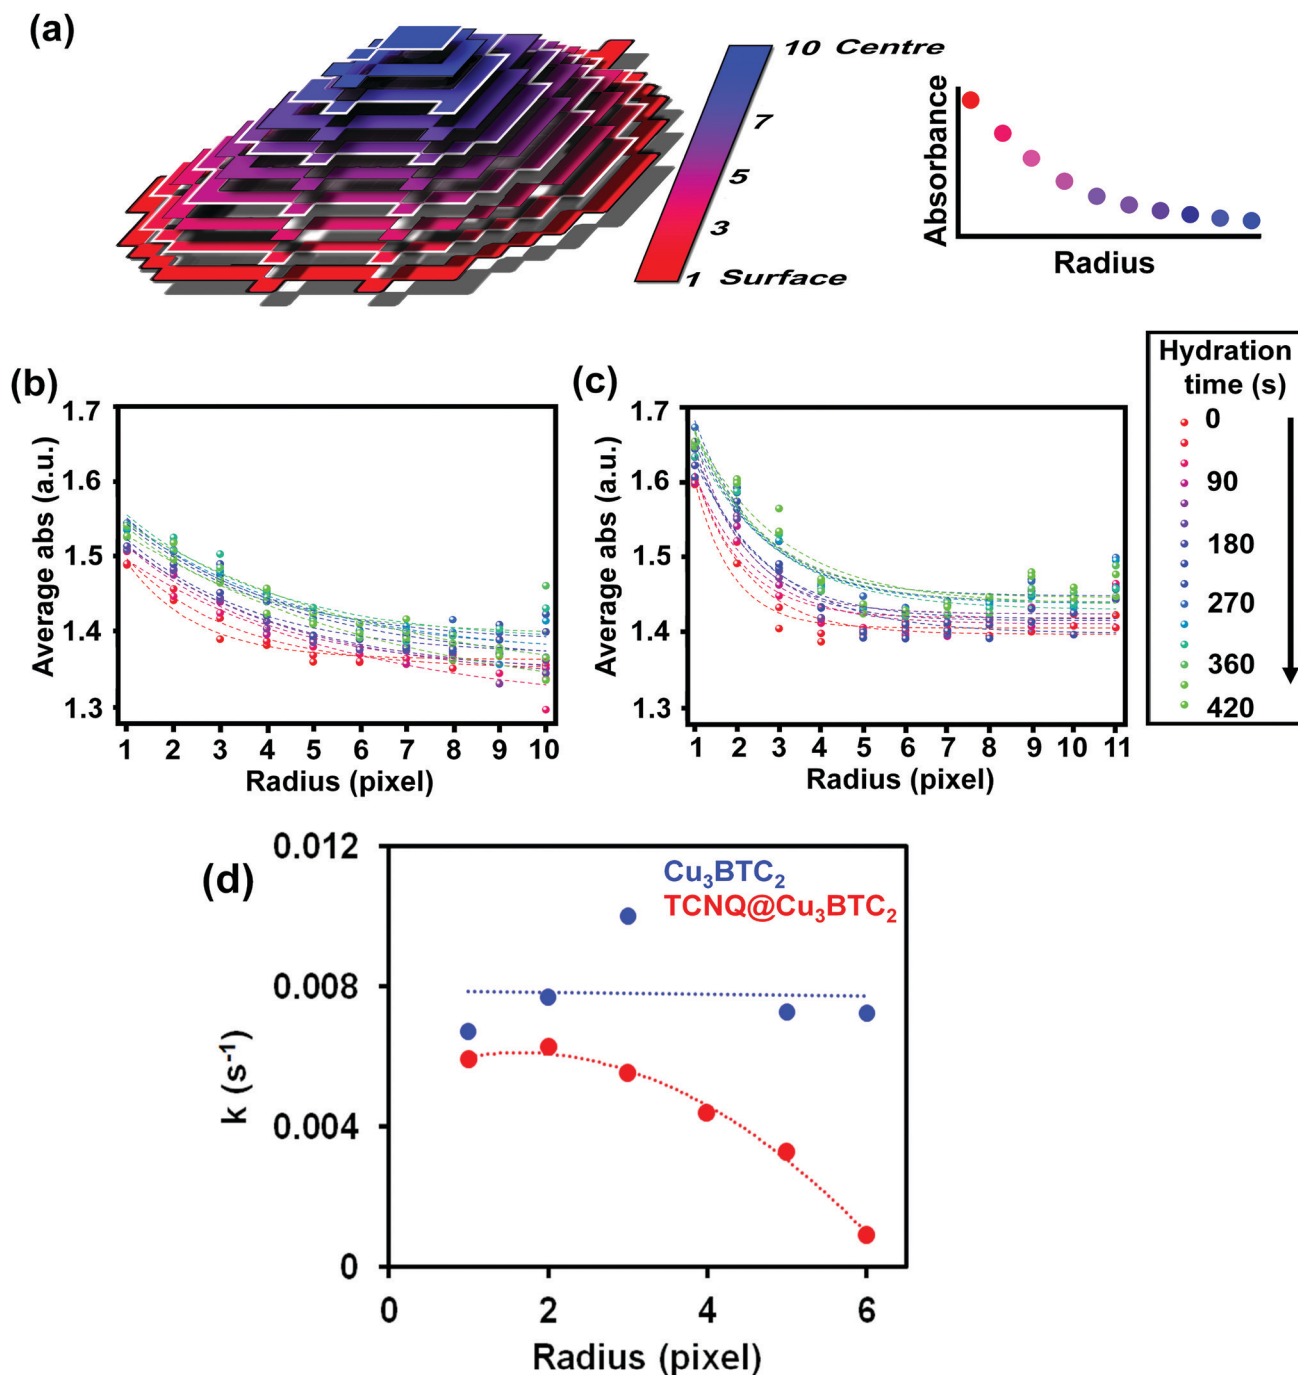 (a)
10 Centre
7
5
3
1 Surface
Absorbance
Radius
(b)
1.7
1.6
1.5
1.4
1.3
Average abs (a.u.)
1 2 3 4 5 6 7 8 9 10
Radius (pixel)
(c)
1.7
1.6
1.5
1.4
1.3
Average abs (a.u.)
1 2 3 4 5 6 7 8 9 10 11
Radius (pixel)
Hydration
time (s)
0
90
180
270
360
420
(d)
0.012
0.008
0.004
0
k (s⁻¹)
Cu₃BTC₂
TCNQ@Cu₃BTC₂
0 2 4 6
Radius (pixel)